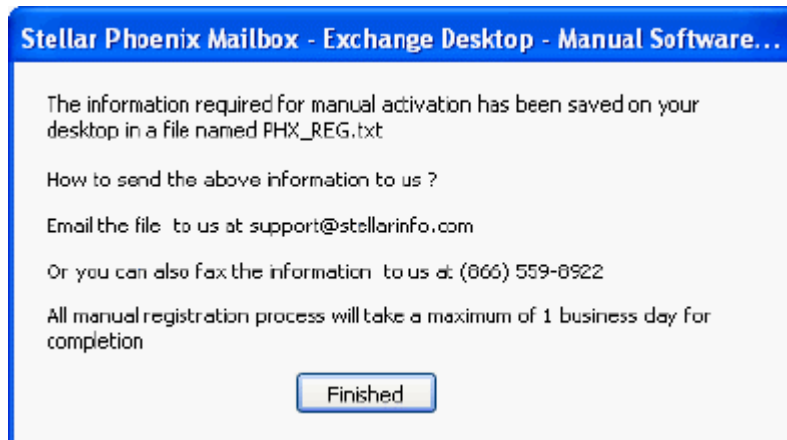 Stellar Phoenix Mailbox - Exchange Desktop - Manual Software...
The information required for manual activation has been saved on your
desktop in a file named PHX_REG.txt
How to send the above information to us ?
Email the file to us at support@stellarinfo.com
Or you can also fax the information to us at (866) 559-8922
All manual registration process will take a maximum of 1 business day for
completion
Finished